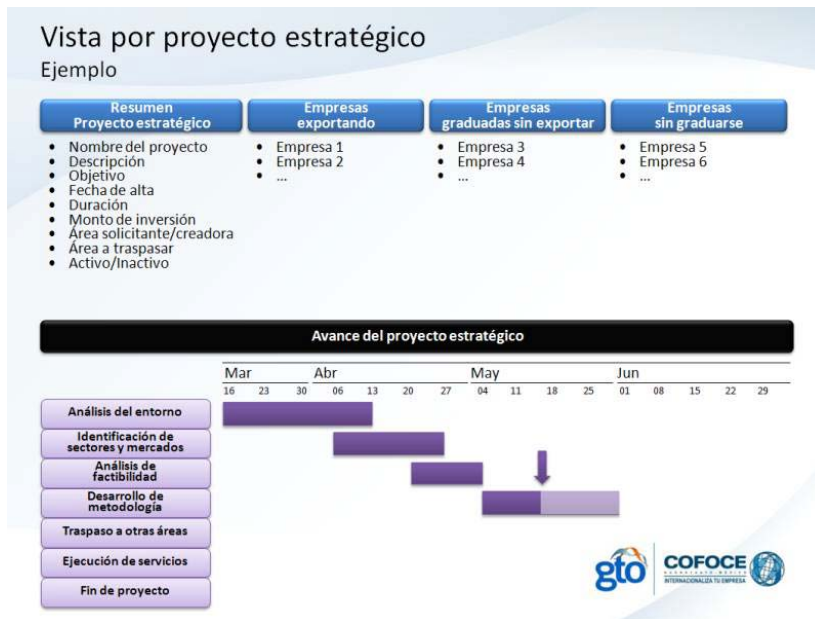 Vista por proyecto estratégico
Ejemplo
Resumen
Proyecto estratégico
• Nombre del proyecto
• Descripción
• Objetivo
• Fecha de alta
• Duración
• Monto de inversión
• Área solicitante/creadora
• Área a traspasar
• Activo/Inactivo
Empresas
exportando
• Empresa 1
• Empresa 2
• ...
Empresas
graduadas sin exportar
• Empresa 3
• Empresa 4
• ...
Empresas
sin graduarse
• Empresa 5
• Empresa 6
• ...
Avance del proyecto estratégico
Mar Abr May Jun
16 23 30 06 13 20 27 04 11 18 25 01 08 15 22 29
Análisis del entorno
Identificación de
sectores y mercados
Análisis de
factibilidad
Desarrollo de
metodología
Traspaso a otras áreas
Ejecución de servicios
Fin de proyecto
gto
COFOCE
INTERNACIONALIZA TU EMPRESA